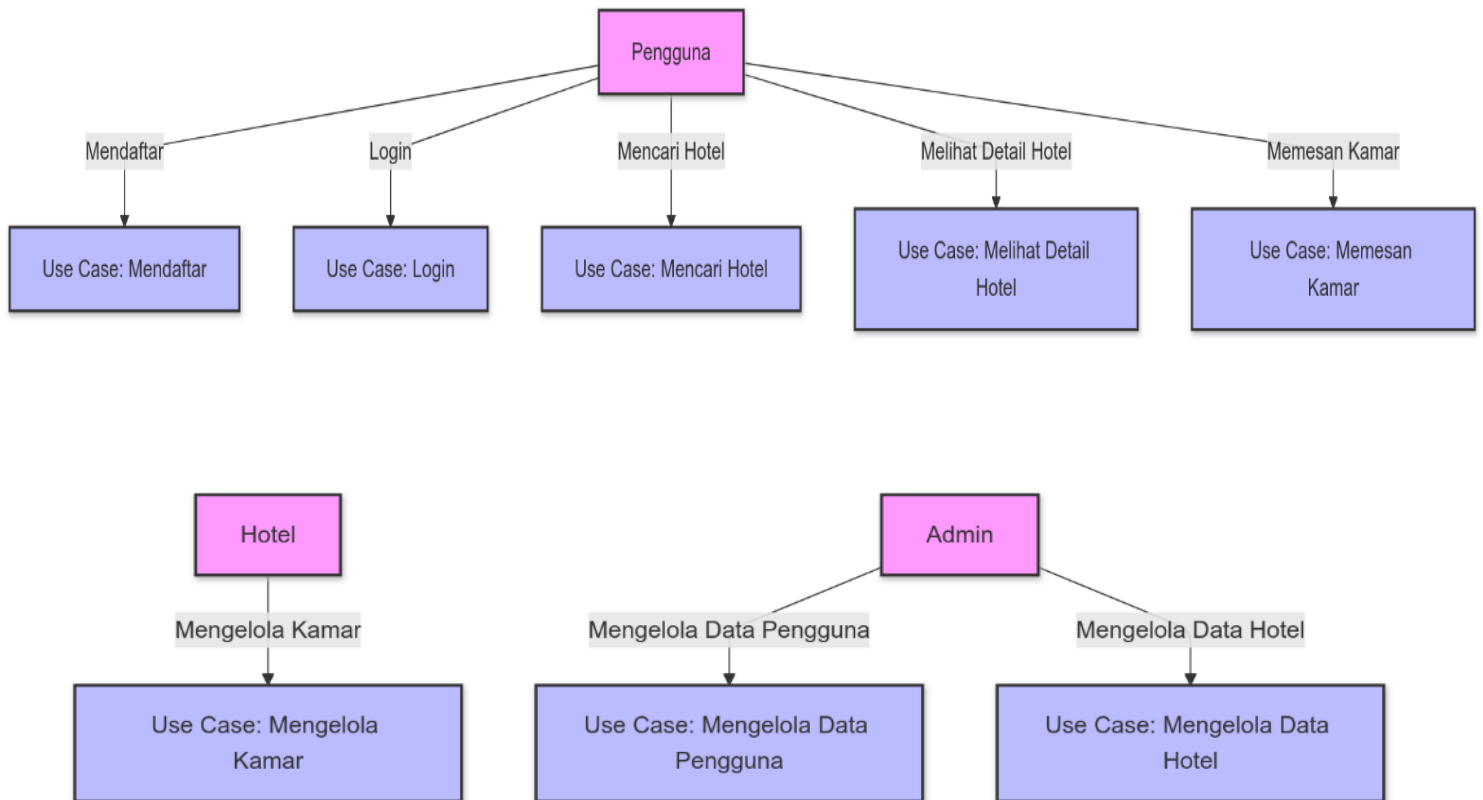 Pengguna
Mendaftar
Login
Mencari Hotel
Melihat Detail Hotel
Memesan Kamar
Use Case: Mendaftar
Use Case: Login
Use Case: Mencari Hotel
Use Case: Melihat Detail
Hotel
Use Case: Memesan
Kamar
Hotel
Admin
Mengelola Kamar
Mengelola Data Pengguna
Mengelola Data Hotel
Use Case: Mengelola
Kamar
Use Case: Mengelola Data
Pengguna
Use Case: Mengelola Data
Hotel